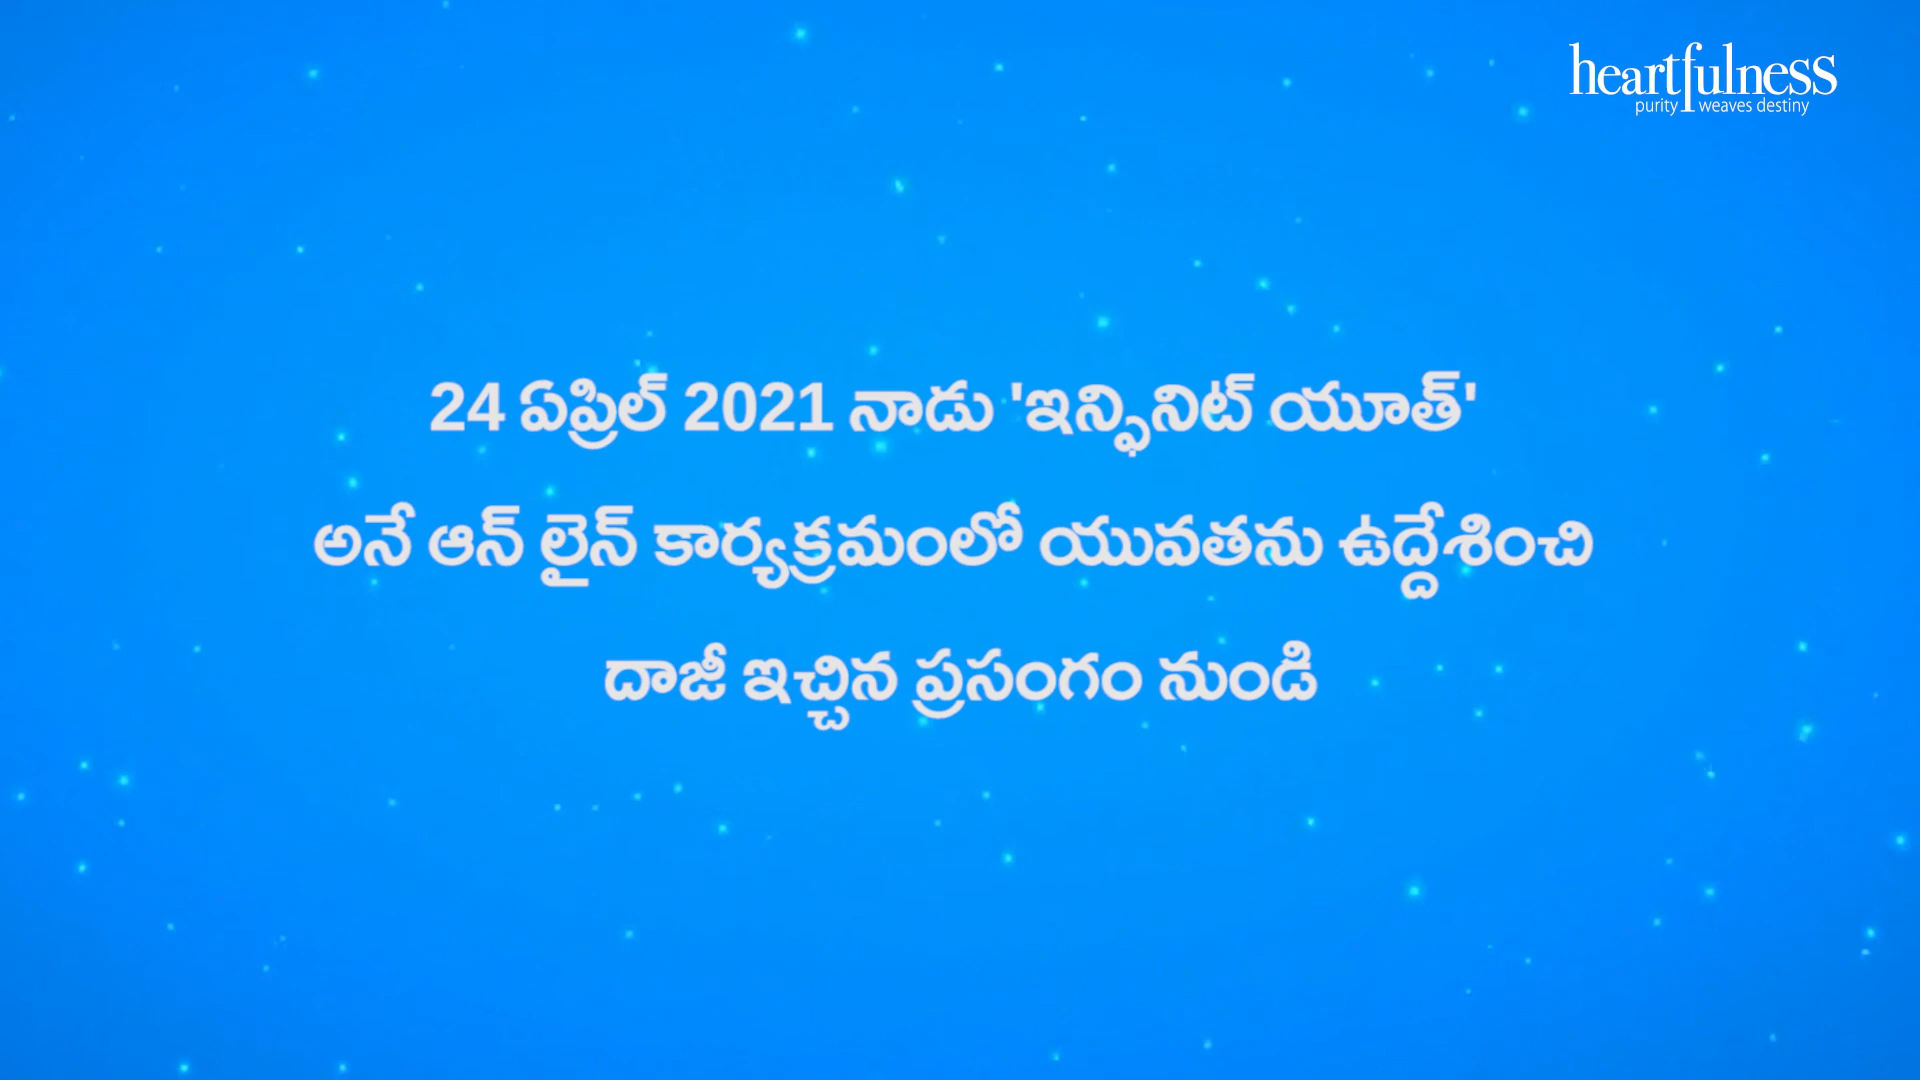 heartfulness
purity weaves destiny
24 ఏప్రిల్ 2021 నాడు 'ఇన్ఫినిట్ యూత్'
అనే ఆన్ లైన్ కార్యక్రమంలో యువతను ఉద్దేశించి
దాజీ ఇచ్చిన ప్రసంగం నుండి